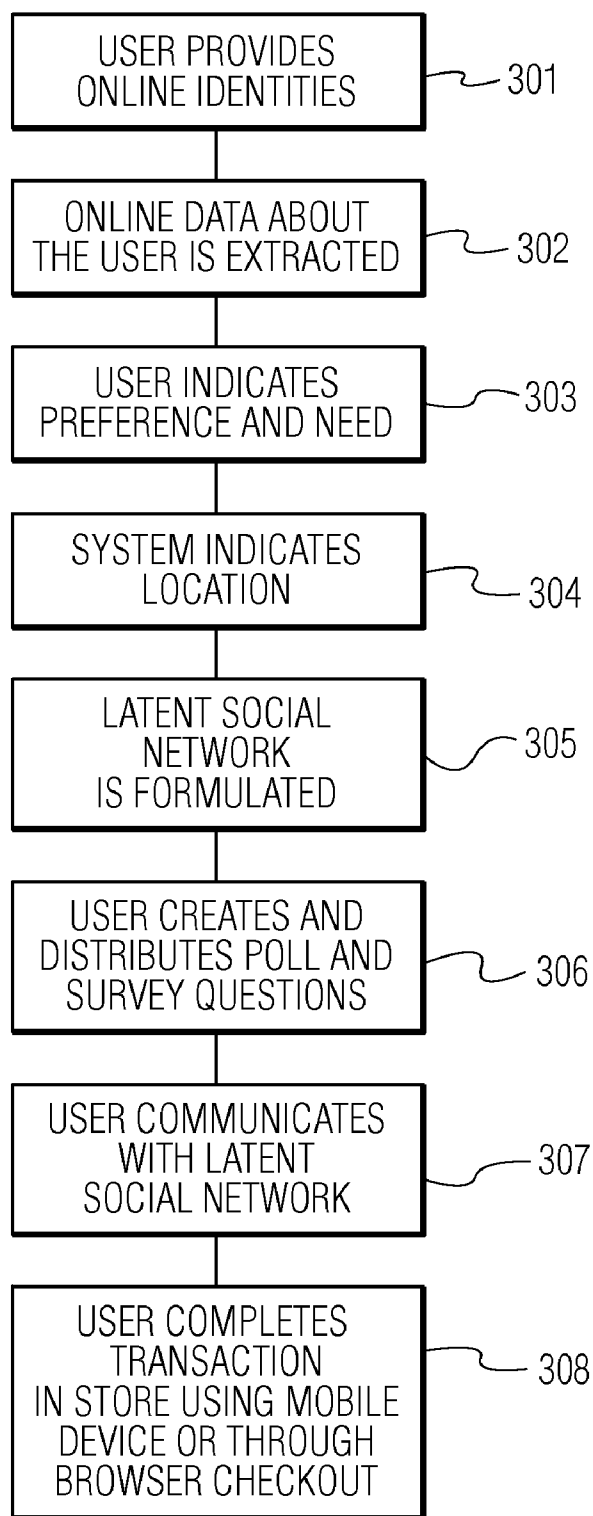 USER PROVIDES
ONLINE IDENTITIES
301
ONLINE DATA ABOUT
THE USER IS EXTRACTED
302
USER INDICATES
PREFERENCE AND NEED
303
SYSTEM INDICATES
LOCATION
304
LATENT SOCIAL
NETWORK
IS FORMULATED
305
USER CREATES AND
DISTRIBUTES POLL AND
SURVEY QUESTIONS
306
USER COMMUNICATES
WITH LATENT
SOCIAL NETWORK
307
USER COMPLETES
TRANSACTION
IN STORE USING MOBILE
DEVICE OR THROUGH
BROWSER CHECKOUT
308